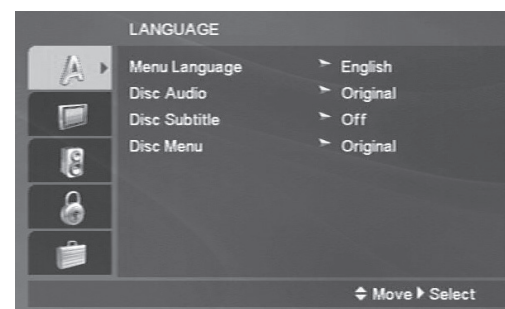 LANGUAGE
Menu Language English
Disc Audio Original
Disc Subtitle Off
Disc Menu Original
Move Select